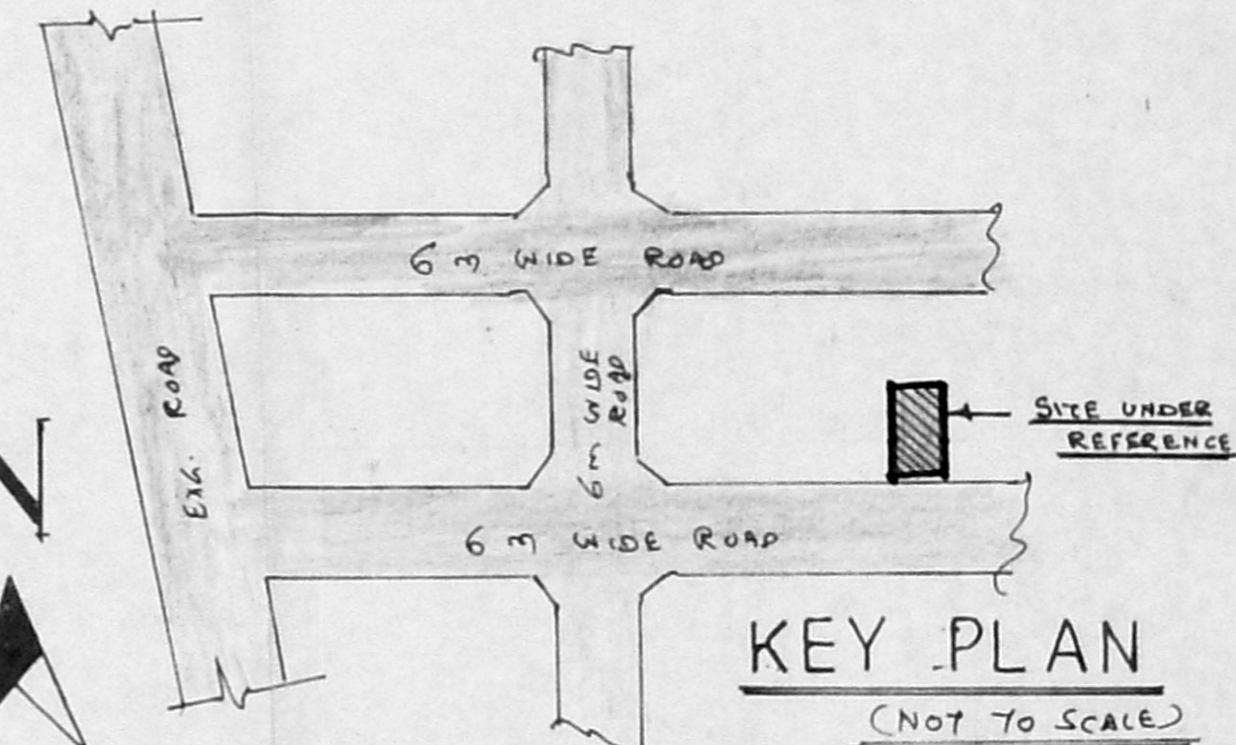 6 m WIDE ROAD
6 m WIDE
ROAD
EXG. ROAD
SITE UNDER
REFERENCE
6 m WIDE ROAD
KEY PLAN
(NOT TO SCALE)